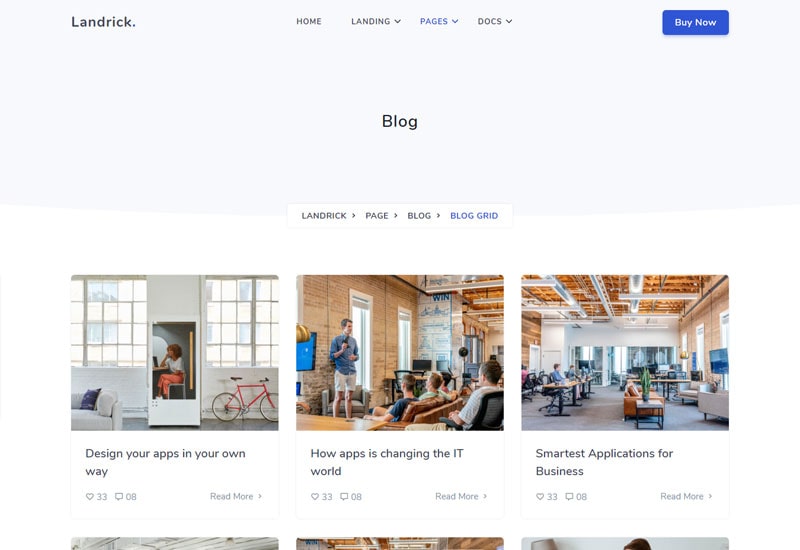 Landrick.
HOME LANDING PAGES DOCS
Buy Now
Blog
LANDRICK PAGE BLOG BLOG GRID
WIN
Design your apps in your own
way
33 08 Read More
How apps is changing the IT
world
33 08 Read More
Smartest Applications for
Business
33 08 Read More